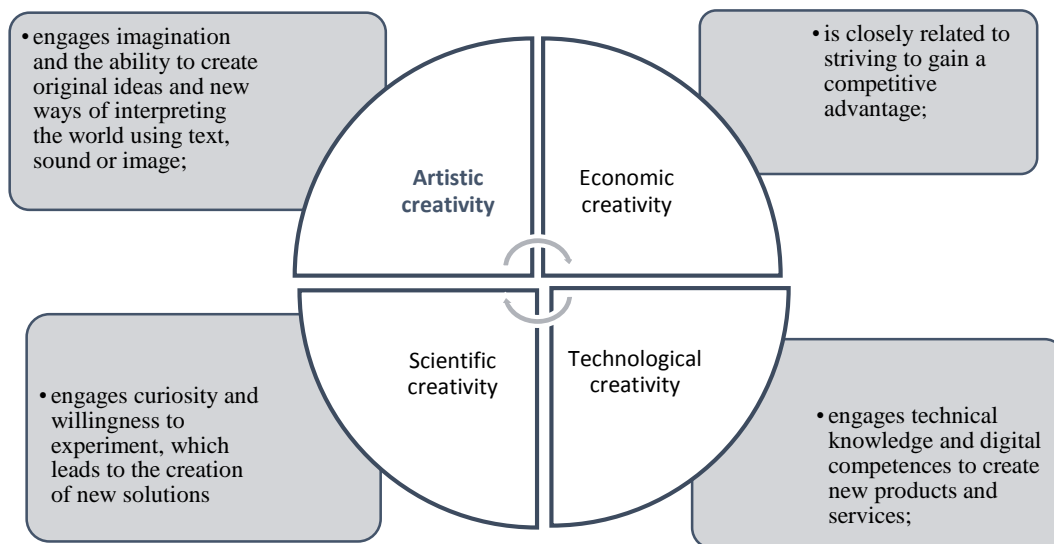 • engages imagination
and the ability to create
original ideas and new
ways of interpreting
the world using text,
sound or image;
• is closely related to
striving to gain a
competitive
advantage;
Artistic
creativity
Economic
creativity
Scientific
creativity
Technological
creativity
• engages curiosity and
willingness to
experiment, which
leads to the creation
of new solutions
• engages technical
knowledge and digital
competences to create
new products and
services;